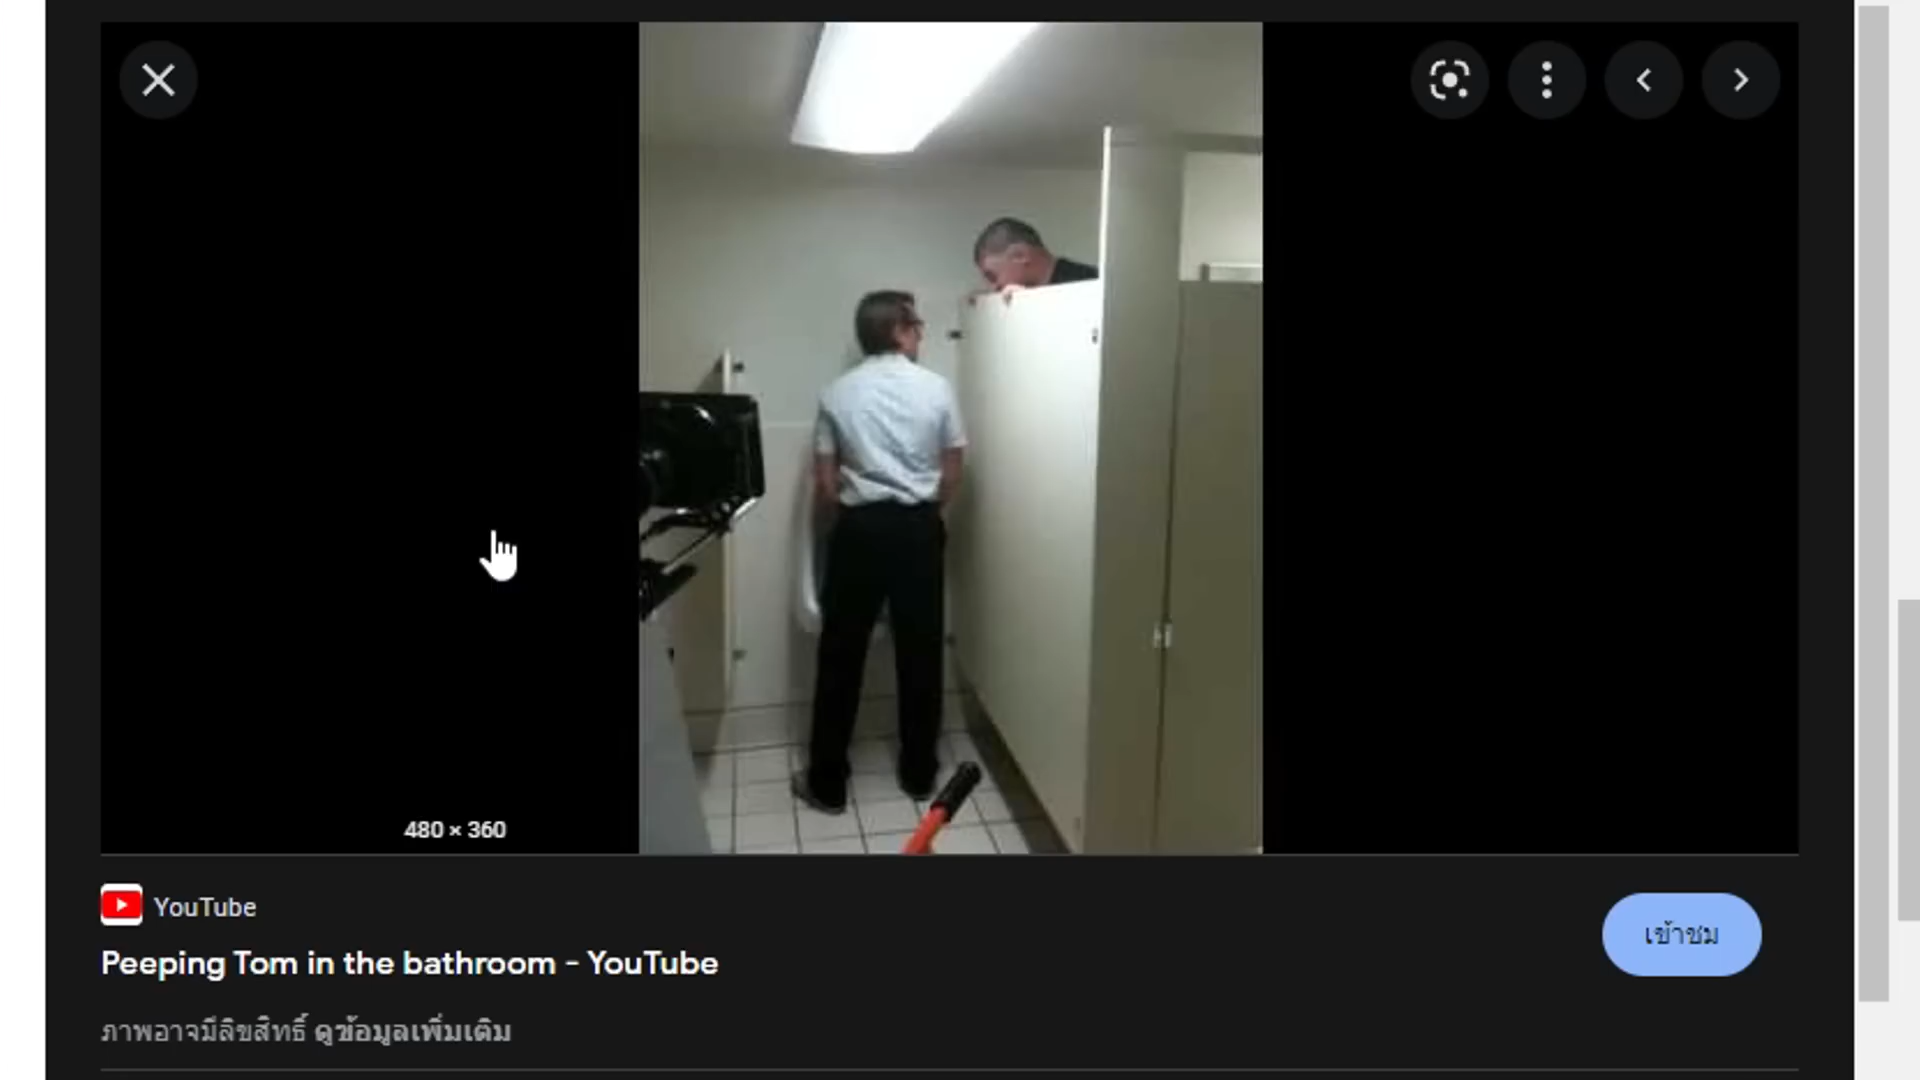 480 × 360
YouTube
เข้าชม
Peeping Tom in the bathroom - YouTube
ภาพอาจมีลิขสิทธิ์ ดูข้อมูลเพิ่มเติม